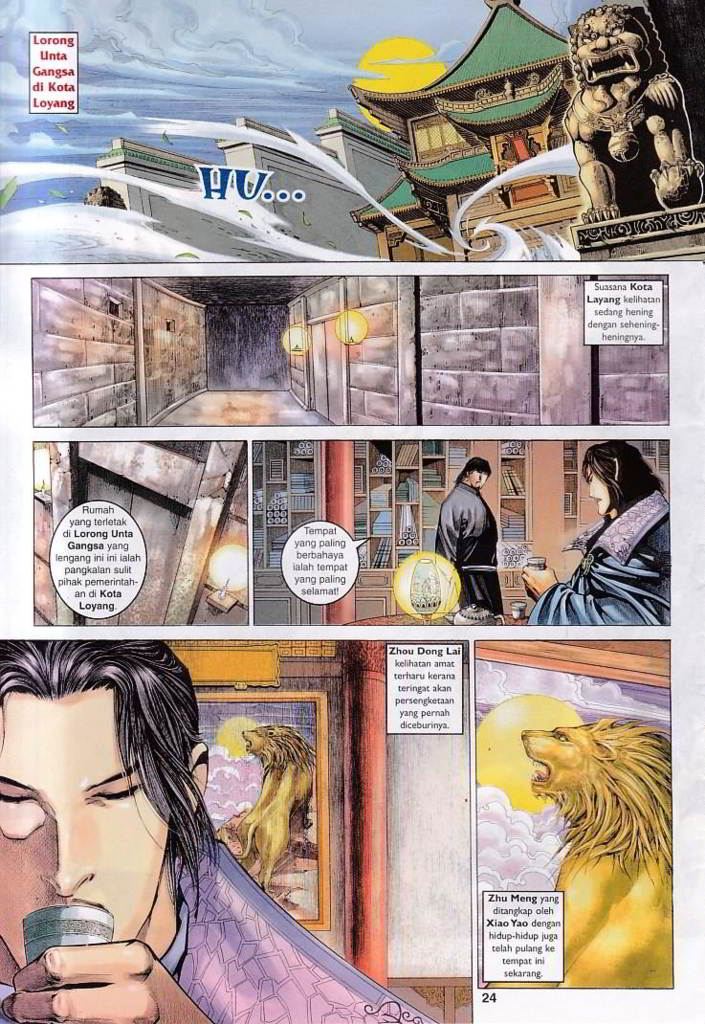 Lorong
Unta
Gangsa
di Kota
Loyang
HU...
Suasana Kota
Layang kelihatan
sedang hening
dengan sehening-
heningnya.
Rumah
yang terletak
di Lorong Unta
Gangsa yang
lengang ini ini ialah
pangkalan sulit
pihak pemerintah-
an di Kota
Loyang.
Tempat
yang paling
berbahaya
ialah tempat
yang paling
selamat!
Zhou Dong Lai
kelihatan amat
terharu kerana
teringat akan
persengketaan
yang pernah
diceburinya.
Zhu Meng yang
ditangkap oleh
Xiao Yao dengan
hidup-hidup juga
telah pulang ke
tempat ini
sekarang.
24